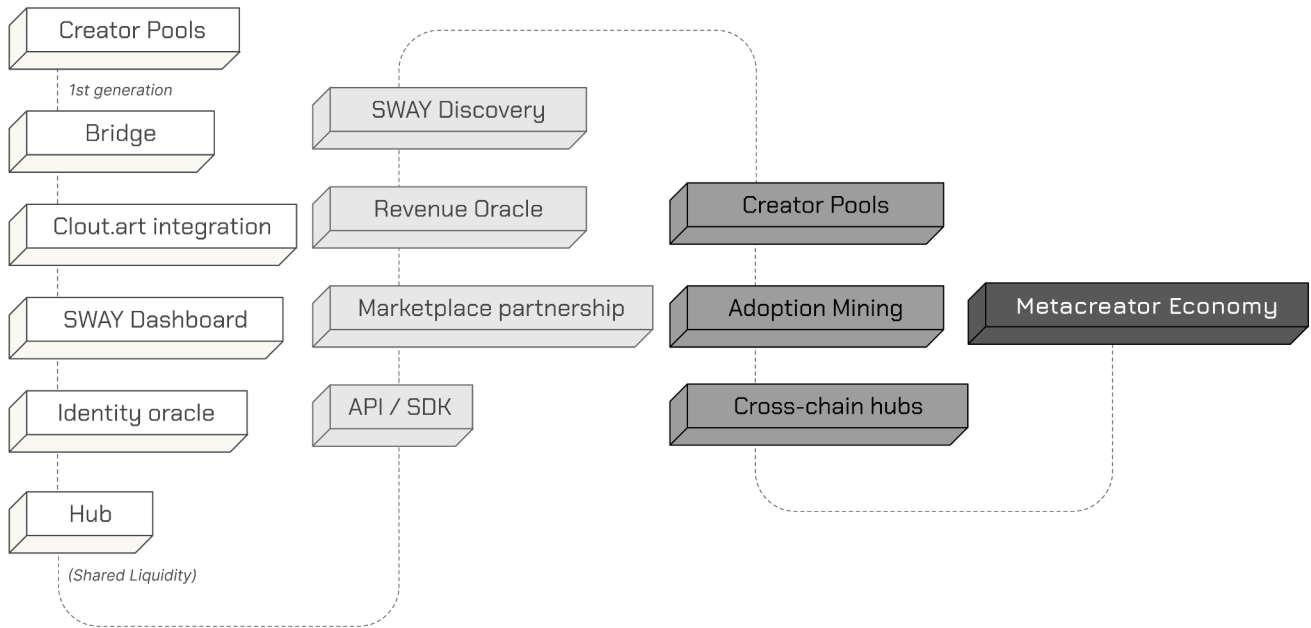 Creator Pools
1st generation
Bridge
Clout.art integration
SWAY Dashboard
Identity oracle
Hub
(Shared Liquidity)
SWAY Discovery
Revenue Oracle
Marketplace partnership
API / SDK
Creator Pools
Adoption Mining
Cross-chain hubs
Metacreator Economy